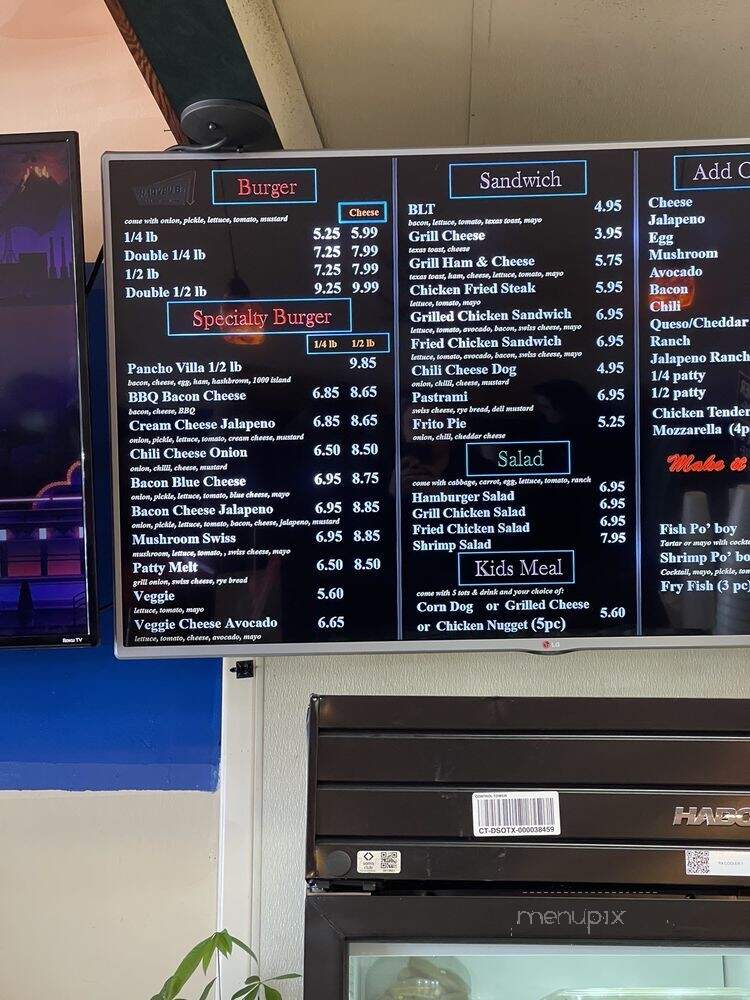 Burger
Cheese
come with onion, pickle, lettuce, tomato, mustard
1/4 lb 5.25 5.99
Double 1/4 lb 7.25 7.99
1/2 lb 7.25 7.99
Double 1/2 lb 9.25 9.99
Specialty Burger
1/4 lb 1/2 lb
Pancho Villa 1/2 lb 9.85
bacon, cheese, egg, ham, hashbrown, 1000 island
BBQ Bacon Cheese 6.85 8.65
bacon, cheese, BBQ
Cream Cheese Jalapeno 6.85 8.65
onion, pickle, lettuce, tomato, cream cheese, mustard
Chili Cheese Onion 6.50 8.50
onion, chilli, cheese, mustard
Bacon Blue Cheese 6.95 8.75
onion, pickle, lettuce, tomato, blue cheese, mayo
Bacon Cheese Jalapeno 6.95 8.85
onion, pickle, lettuce, tomato, bacon, cheese, jalapeno, mustard
Mushroom Swiss 6.95 8.85
mushroom, lettuce, tomato, , swiss cheese, mayo
Patty Melt 6.50 8.50
grill onion, swiss cheese, rye bread
Veggie 5.60
lettuce, tomato, mayo
Veggie Cheese Avocado 6.65
lettuce, tomato, cheese, avocado, mayo
Sandwich
BLT 4.95
bacon, lettuce, tomato, texas toast, mayo
Grill Cheese 3.95
texas toast, cheese
Grill Ham & Cheese 5.75
texas toast, ham, cheese, lettuce, tomato, mayo
Chicken Fried Steak 5.95
lettuce, tomato, mayo
Grilled Chicken Sandwich 6.95
lettuce, tomato, avocado, bacon, swiss cheese, mayo
Fried Chicken Sandwich 6.95
lettuce, tomato, avocado, bacon, swiss cheese, mayo
Chili Cheese Dog 4.95
onion, chilli, cheese, mustard
Pastrami 6.95
swiss cheese, rye bread, deli mustard
Frito Pie 5.25
onion, chili, cheddar cheese
Salad
come with cabbage, carrot, egg, lettuce, tomato, ranch
Hamburger Salad 6.95
Grill Chicken Salad 6.95
Fried Chicken Salad 6.95
Shrimp Salad 7.95
Kids Meal
come with 5 tots & drink and your choice of:
Corn Dog or Grilled Cheese
or Chicken Nugget (5pc) 5.60
Add O
Cheese
Jalapeno
Egg
Mushroom
Avocado
Bacon
Chili
Queso/Cheddar
Ranch
Jalapeno Ranch
1/4 patty
1/2 patty
Chicken Tender
Mozzarella (4p
Make it
Fish Po' boy
Tartar or mayo with cockta
Shrimp Po' bo
Cocktail, mayo, pickle, tom
Fry Fish (3 pc)
Roku TV
LG
CONTROL TOWER
CT-DSOTX-000038459
HABC
menupix